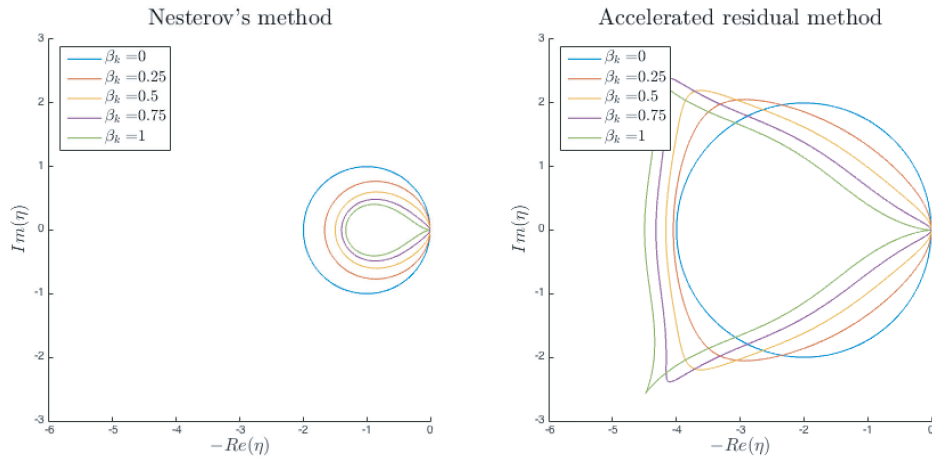 Nesterov's method
3
2
1
0
-1
-2
-3
-6
-5
-4
-3
-2
-1
0
Im(η)
−Re(η)
β_k =0
β_k =0.25
β_k =0.5
β_k =0.75
β_k =1
Accelerated residual method
3
2
1
0
-1
-2
-3
-6
-5
-4
-3
-2
-1
0
Im(η)
−Re(η)
β_k =0
β_k =0.25
β_k =0.5
β_k =0.75
β_k =1